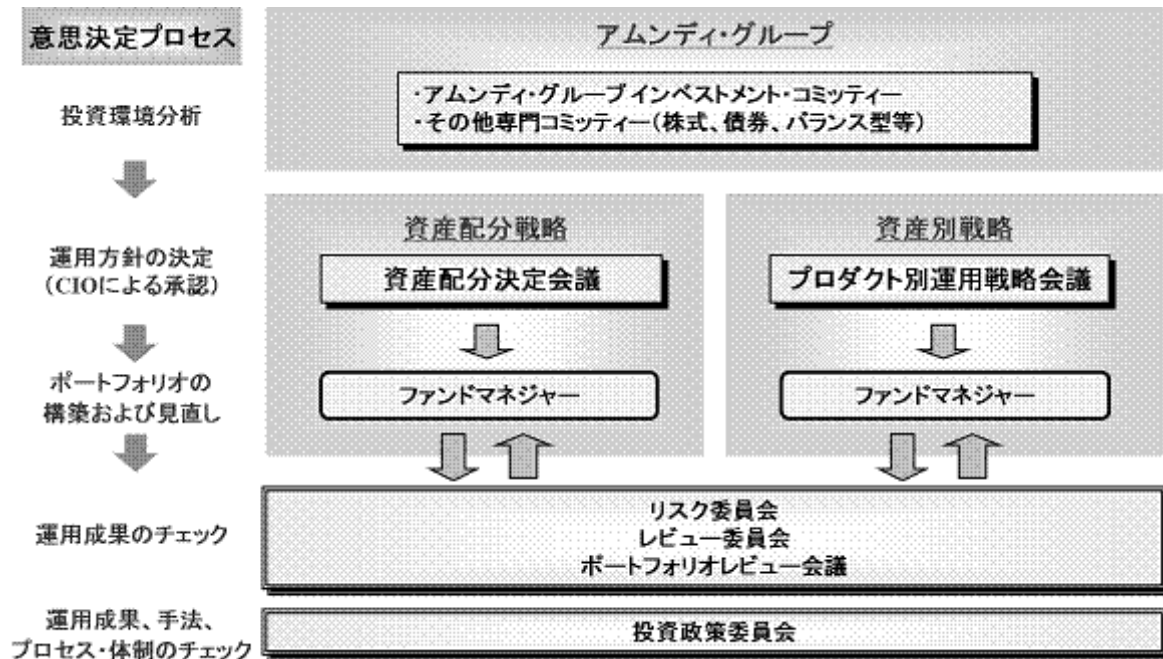 意思決定プロセス
アムンディ・グループ
投資環境分析
・アムンディ・グループ インベストメント・コミッティー
・その他専門コミッティー(株式、債券、バランス型等)
資産配分戦略
資産別戦略
運用方針の決定
(CIOによる承認)
資産配分決定会議
プロダクト別運用戦略会議
ポートフォリオの
構築および見直し
ファンドマネジャー
ファンドマネジャー
運用成果のチェック
リスク委員会
レビュー委員会
ポートフォリオレビュー会議
運用成果、手法、
プロセス・体制のチェック
投資政策委員会